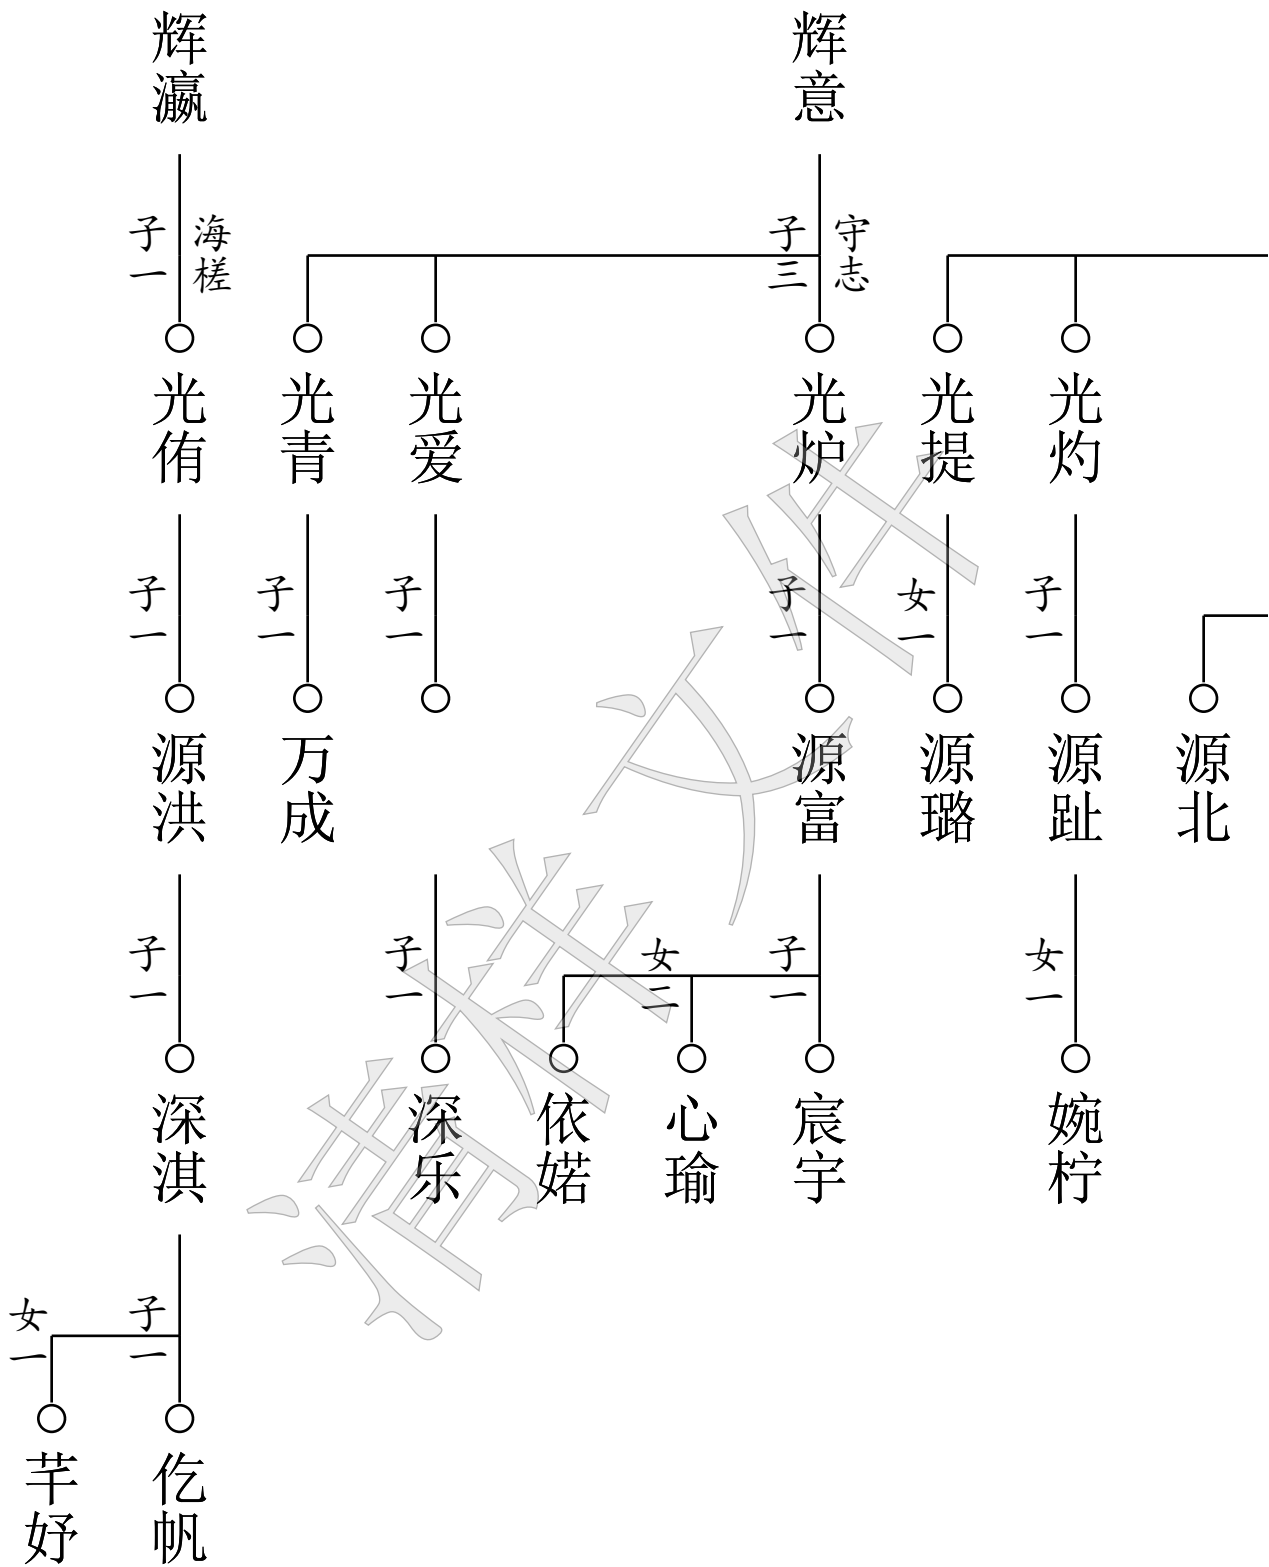 辉瀛
辉意
子一
海槎
子三
守志
光侑
光青
光爱
光炉
光提
光灼
子一
子一
子一
子一
女一
子一
源洪
万成
源富
源璐
源趾
源北
子一
子一
女二
子一
女一
深淇
深乐
依婼
心瑜
宸宇
婉柠
女一
子一
芊妤
仡帆
清样文件